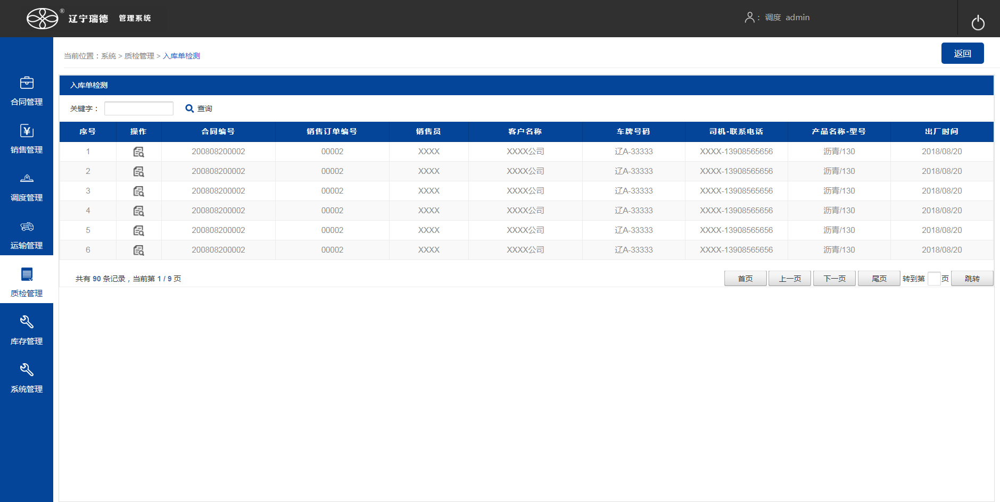 ® 辽宁瑞德 管理系统 : 调度 admin
当前位置：系统 > 质检管理 > 入库单检测 返回
合同管理
销售管理
调度管理
运输管理
质检管理
库存管理
系统管理
入库单检测
关键字： 查询
序号 操作 合同编号 销售订单编号 销售员 客户名称 车牌号码 司机-联系电话 产品名称-型号 出厂时间
1 200808200002 00002 XXXX XXXX公司 辽A-33333 XXXX-13908565656 沥青/130 2018/08/20
2 200808200002 00002 XXXX XXXX公司 辽A-33333 XXXX-13908565656 沥青/130 2018/08/20
3 200808200002 00002 XXXX XXXX公司 辽A-33333 XXXX-13908565656 沥青/130 2018/08/20
4 200808200002 00002 XXXX XXXX公司 辽A-33333 XXXX-13908565656 沥青/130 2018/08/20
5 200808200002 00002 XXXX XXXX公司 辽A-33333 XXXX-13908565656 沥青/130 2018/08/20
6 200808200002 00002 XXXX XXXX公司 辽A-33333 XXXX-13908565656 沥青/130 2018/08/20
共有 90 条记录，当前第 1 / 9 页 首页 上一页 下一页 尾页 转到第 页 跳转